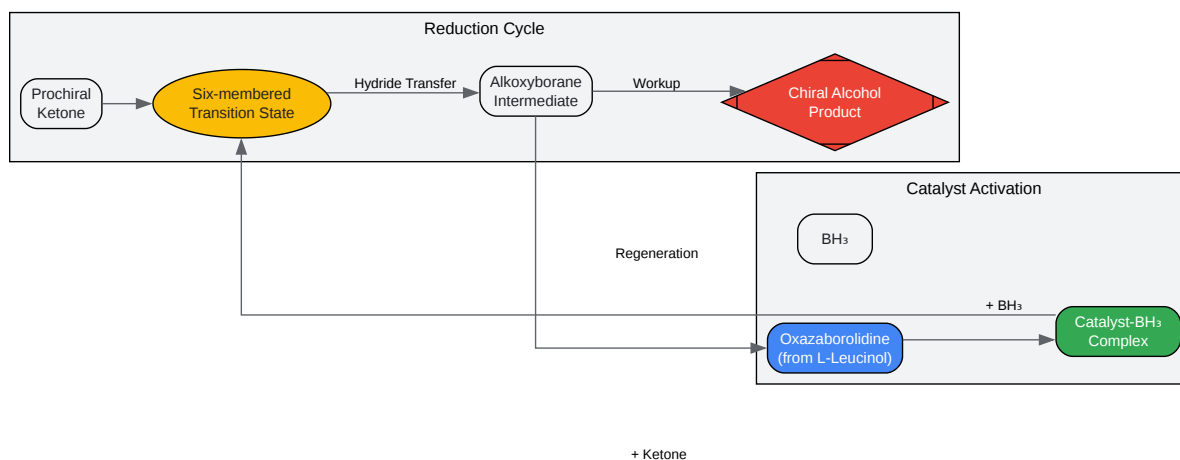 Reduction Cycle
Prochiral
Ketone
Six-membered
Transition State
Hydride Transfer
Alkoxyborane
Intermediate
Workup
Chiral Alcohol
Product
Catalyst Activation
BH₃
Regeneration
+ BH₃
Oxazaborolidine
(from L-Leucinol)
Catalyst-BH₃
Complex
+ Ketone